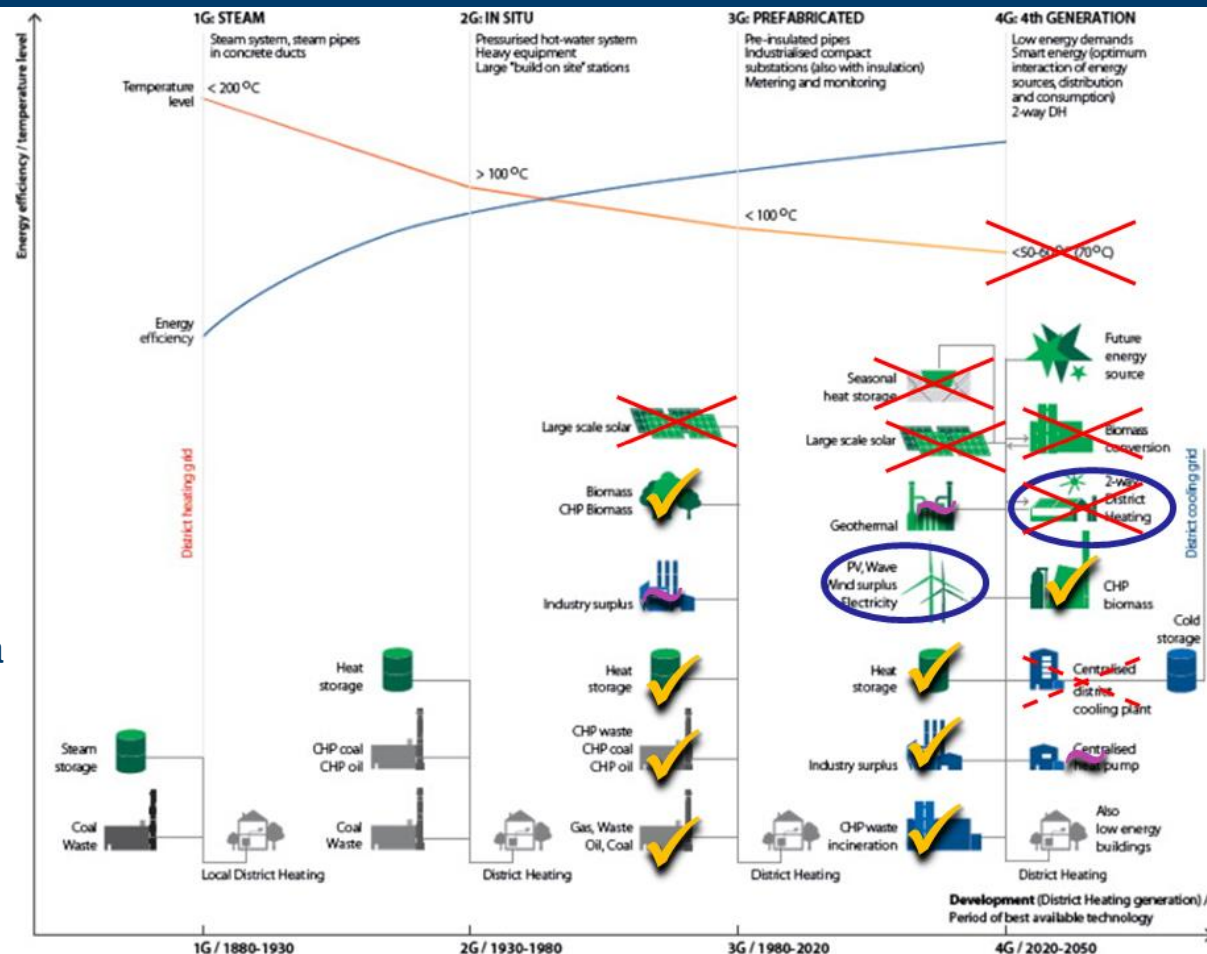 1G: STEAM
Steam system, steam pipes
in concrete ducts
2G: IN SITU
Pressurised hot-water system
Heavy equipment
Large "build on site" stations
3G: PREFABRICATED
Pre-insulated pipes
Industrialised compact
substations (also with insulation)
Metering and monitoring
4G: 4th GENERATION
Low energy demands
Smart energy (optimum
interaction of energy
sources, distribution
and consumption)
2-way DH
Energy efficiency / temperature level
Temperature
level
< 200 °C
> 100 °C
< 100 °C
<50-60 °C (70°C)
Energy
efficiency
District heating grid
Steam
storage
Coal
Waste
Local District Heating
Heat
storage
CHP coal
CHP oil
Coal
Waste
District Heating
Large scale solar
Biomass
CHP Biomass
Industry surplus
Heat
storage
CHP waste
CHP coal
CHP oil
Gas, Waste
Oil, Coal
District Heating
Seasonal
heat storage
Large scale solar
Geothermal
PV, Wave
Wind surplus
Electricity
Heat
storage
Industry surplus
CHP waste
incineration
District Heating
Future
energy
source
Biomass
conversion
2-way
District
Heating
CHP
biomass
Centralised
district
cooling plant
Centralised
heat pump
Also
low energy
buildings
District cooling grid
Cold
storage
Development (District Heating generation) /
Period of best available technology
1G / 1880-1930
2G / 1930-1980
3G / 1980-2020
4G / 2020-2050